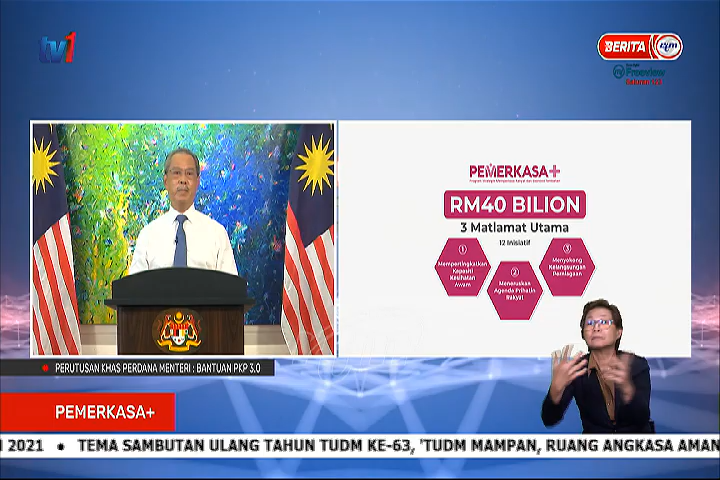 tv1
BERITA rtm
Freeview
PEMERKASA+
RM40 BILION
3 Matlamat Utama
12 Inisiatif
1
Mempertingkatkan
Kapasiti
Kesihatan
Awam
2
Meneruskan
Agenda Prihatin
Rakyat
3
Menyokong
Kelangsungan
Perniagaan
PERUTUSAN KHAS PERDANA MENTERI : BANTUAN PKP 3.0
PEMERKASA+
2021 • TEMA SAMBUTAN ULANG TAHUN TUDM KE-63, 'TUDM MAMPAN, RUANG ANGKASA AMAN